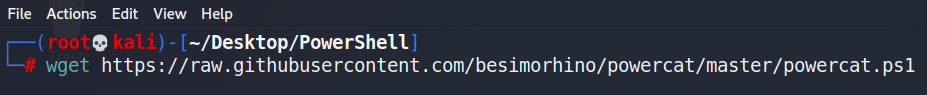 File Actions Edit View Help
┌──(root💀kali)-[~/Desktop/PowerShell]
└─# wget https://raw.githubusercontent.com/besimorhino/powercat/master/powercat.ps1